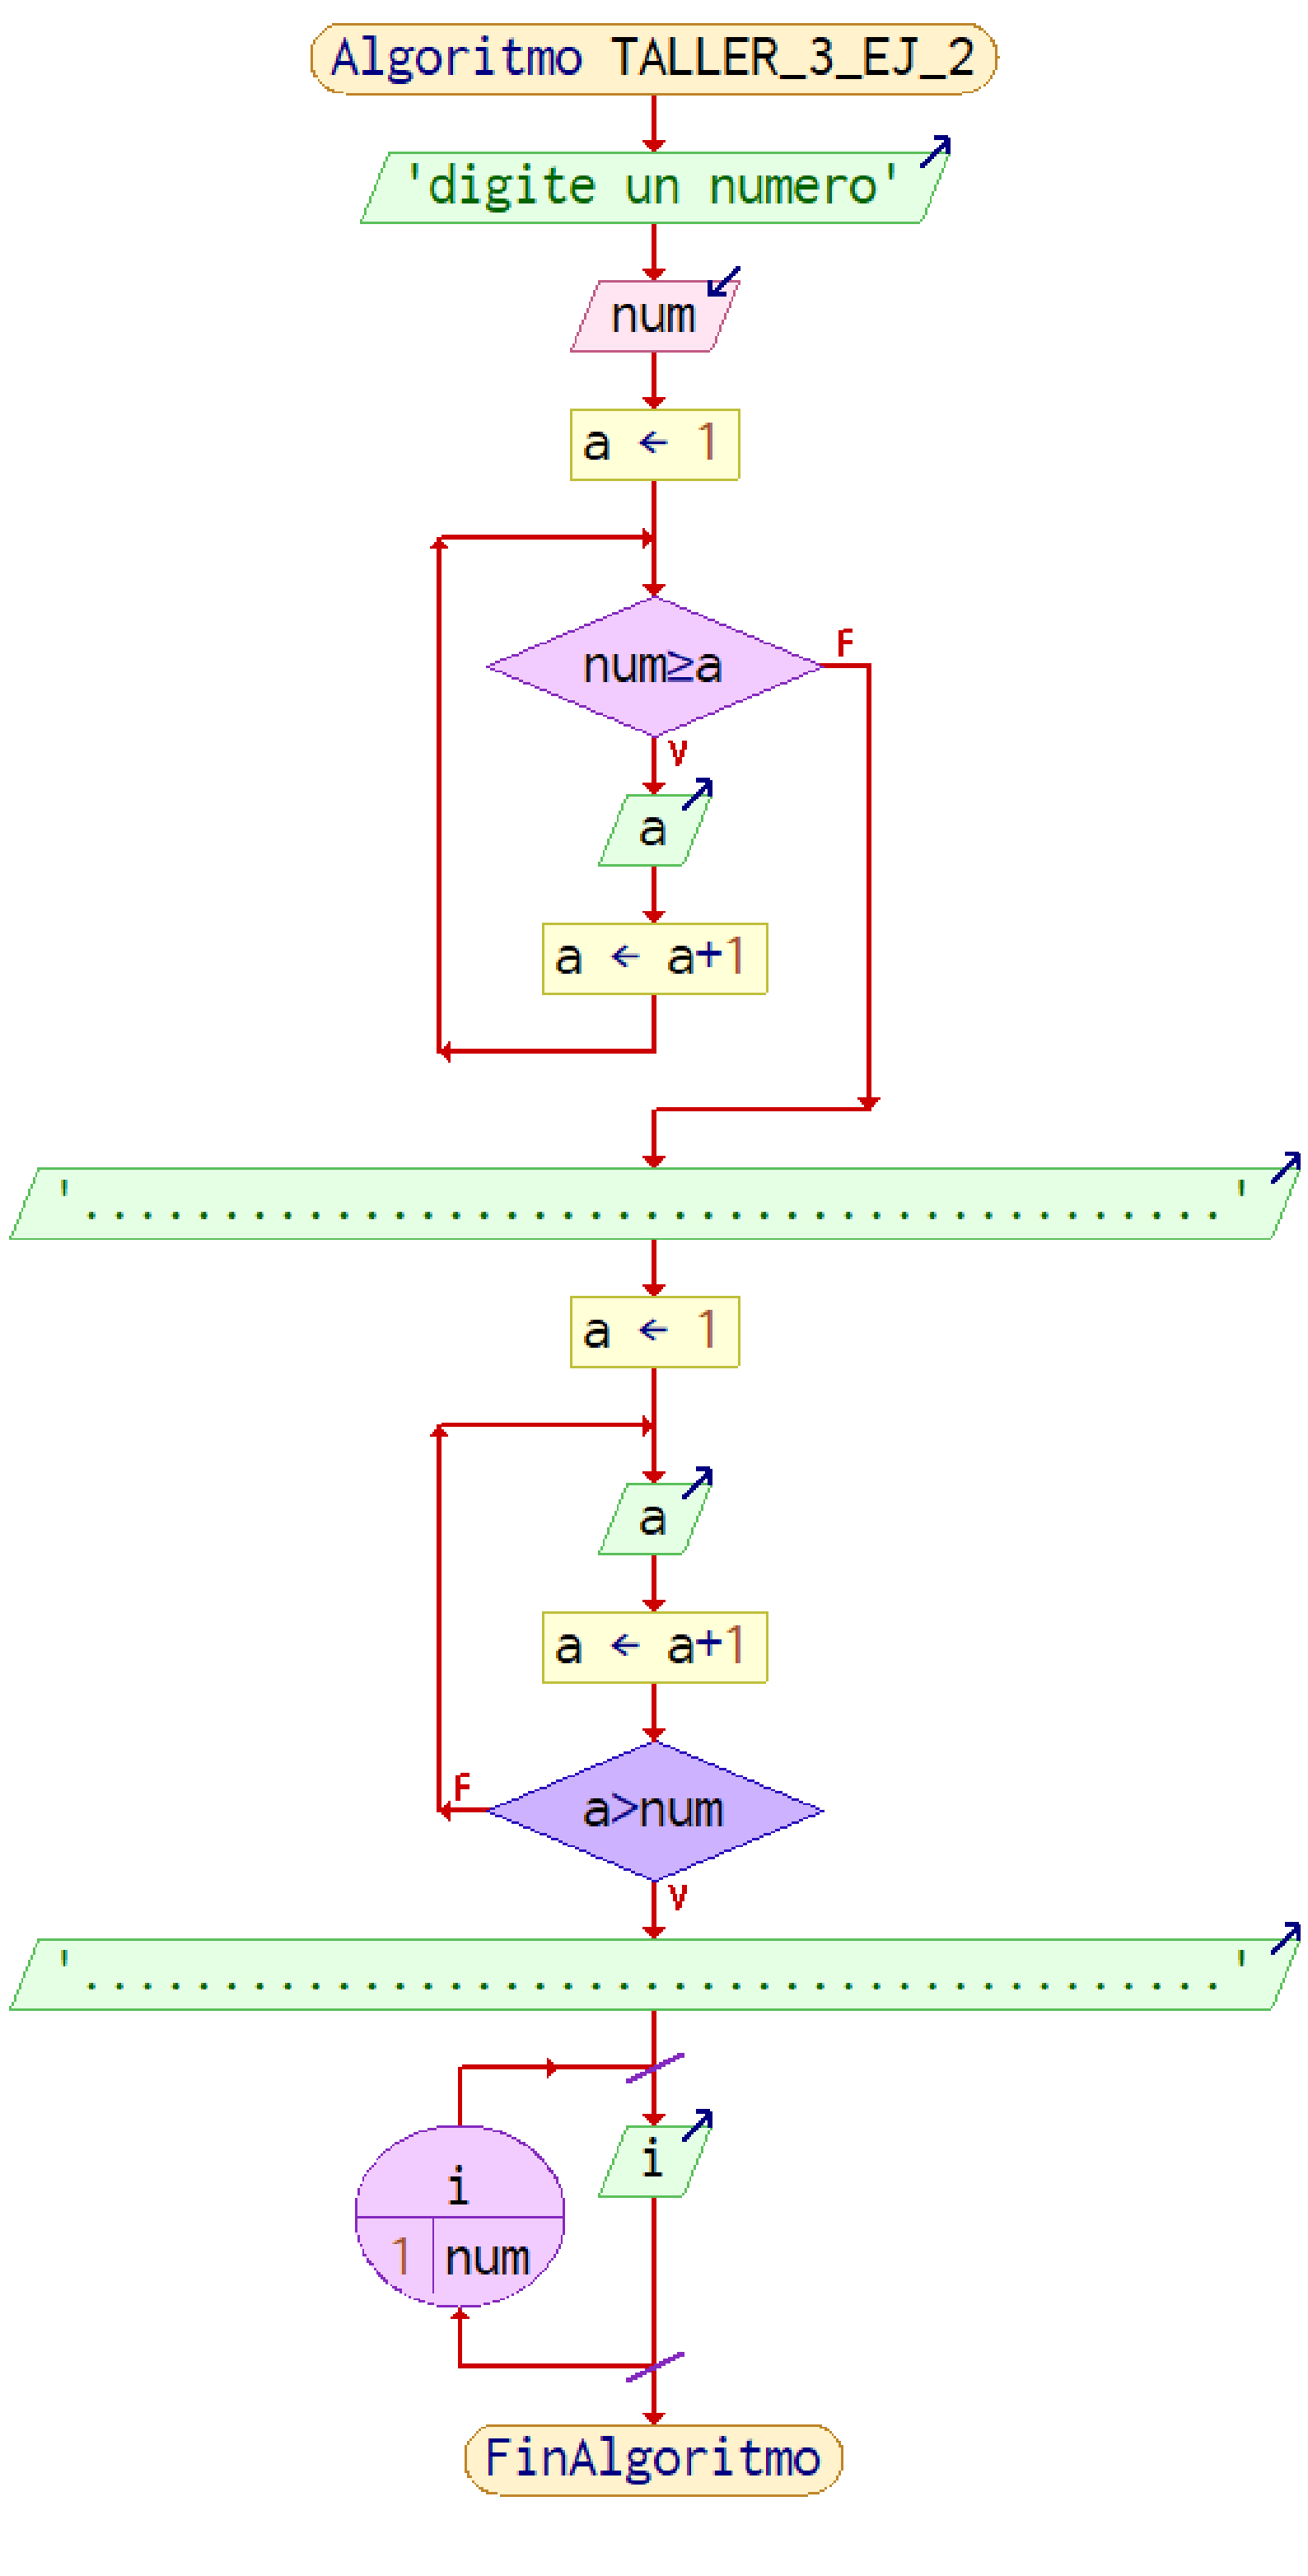 Algoritmo TALLER_3_EJ_2
'digite un numero'
num
a ← 1
num≥a
F
V
a
a ← a+1
'.........................................'
a ← 1
a
a ← a+1
a>num
F
V
'.........................................'
i
i
1 num
FinAlgoritmo